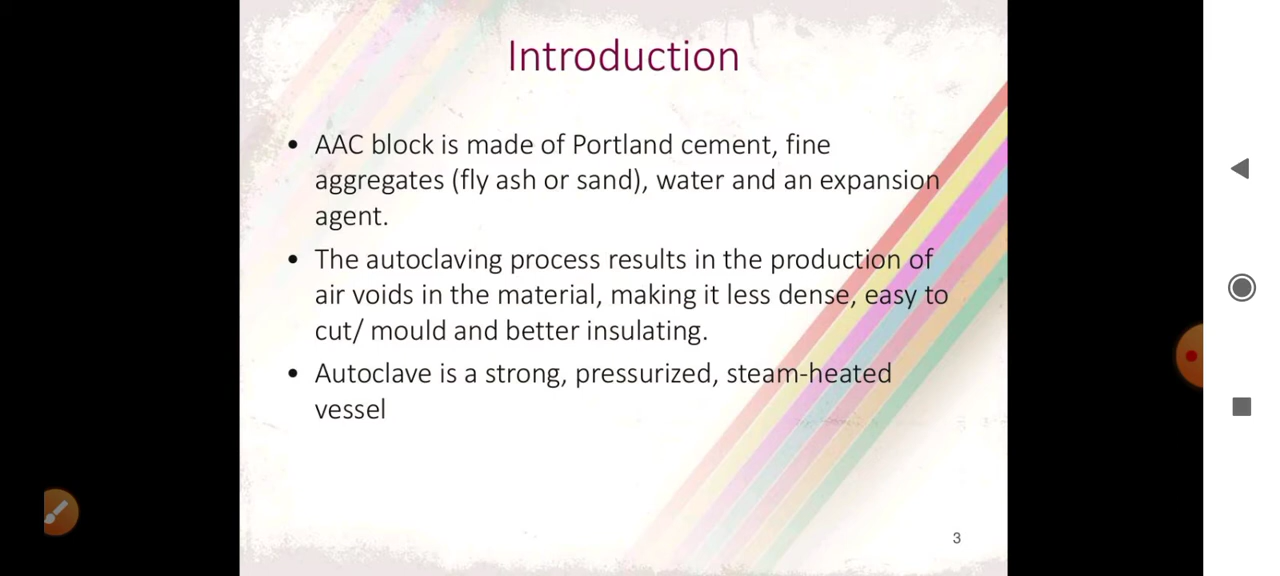 Introduction
• AAC block is made of Portland cement, fine
aggregates (fly ash or sand), water and an expansion
agent.
• The autoclaving process results in the production of
air voids in the material, making it less dense, easy to
cut/ mould and better insulating.
• Autoclave is a strong, pressurized, steam-heated
vessel
3